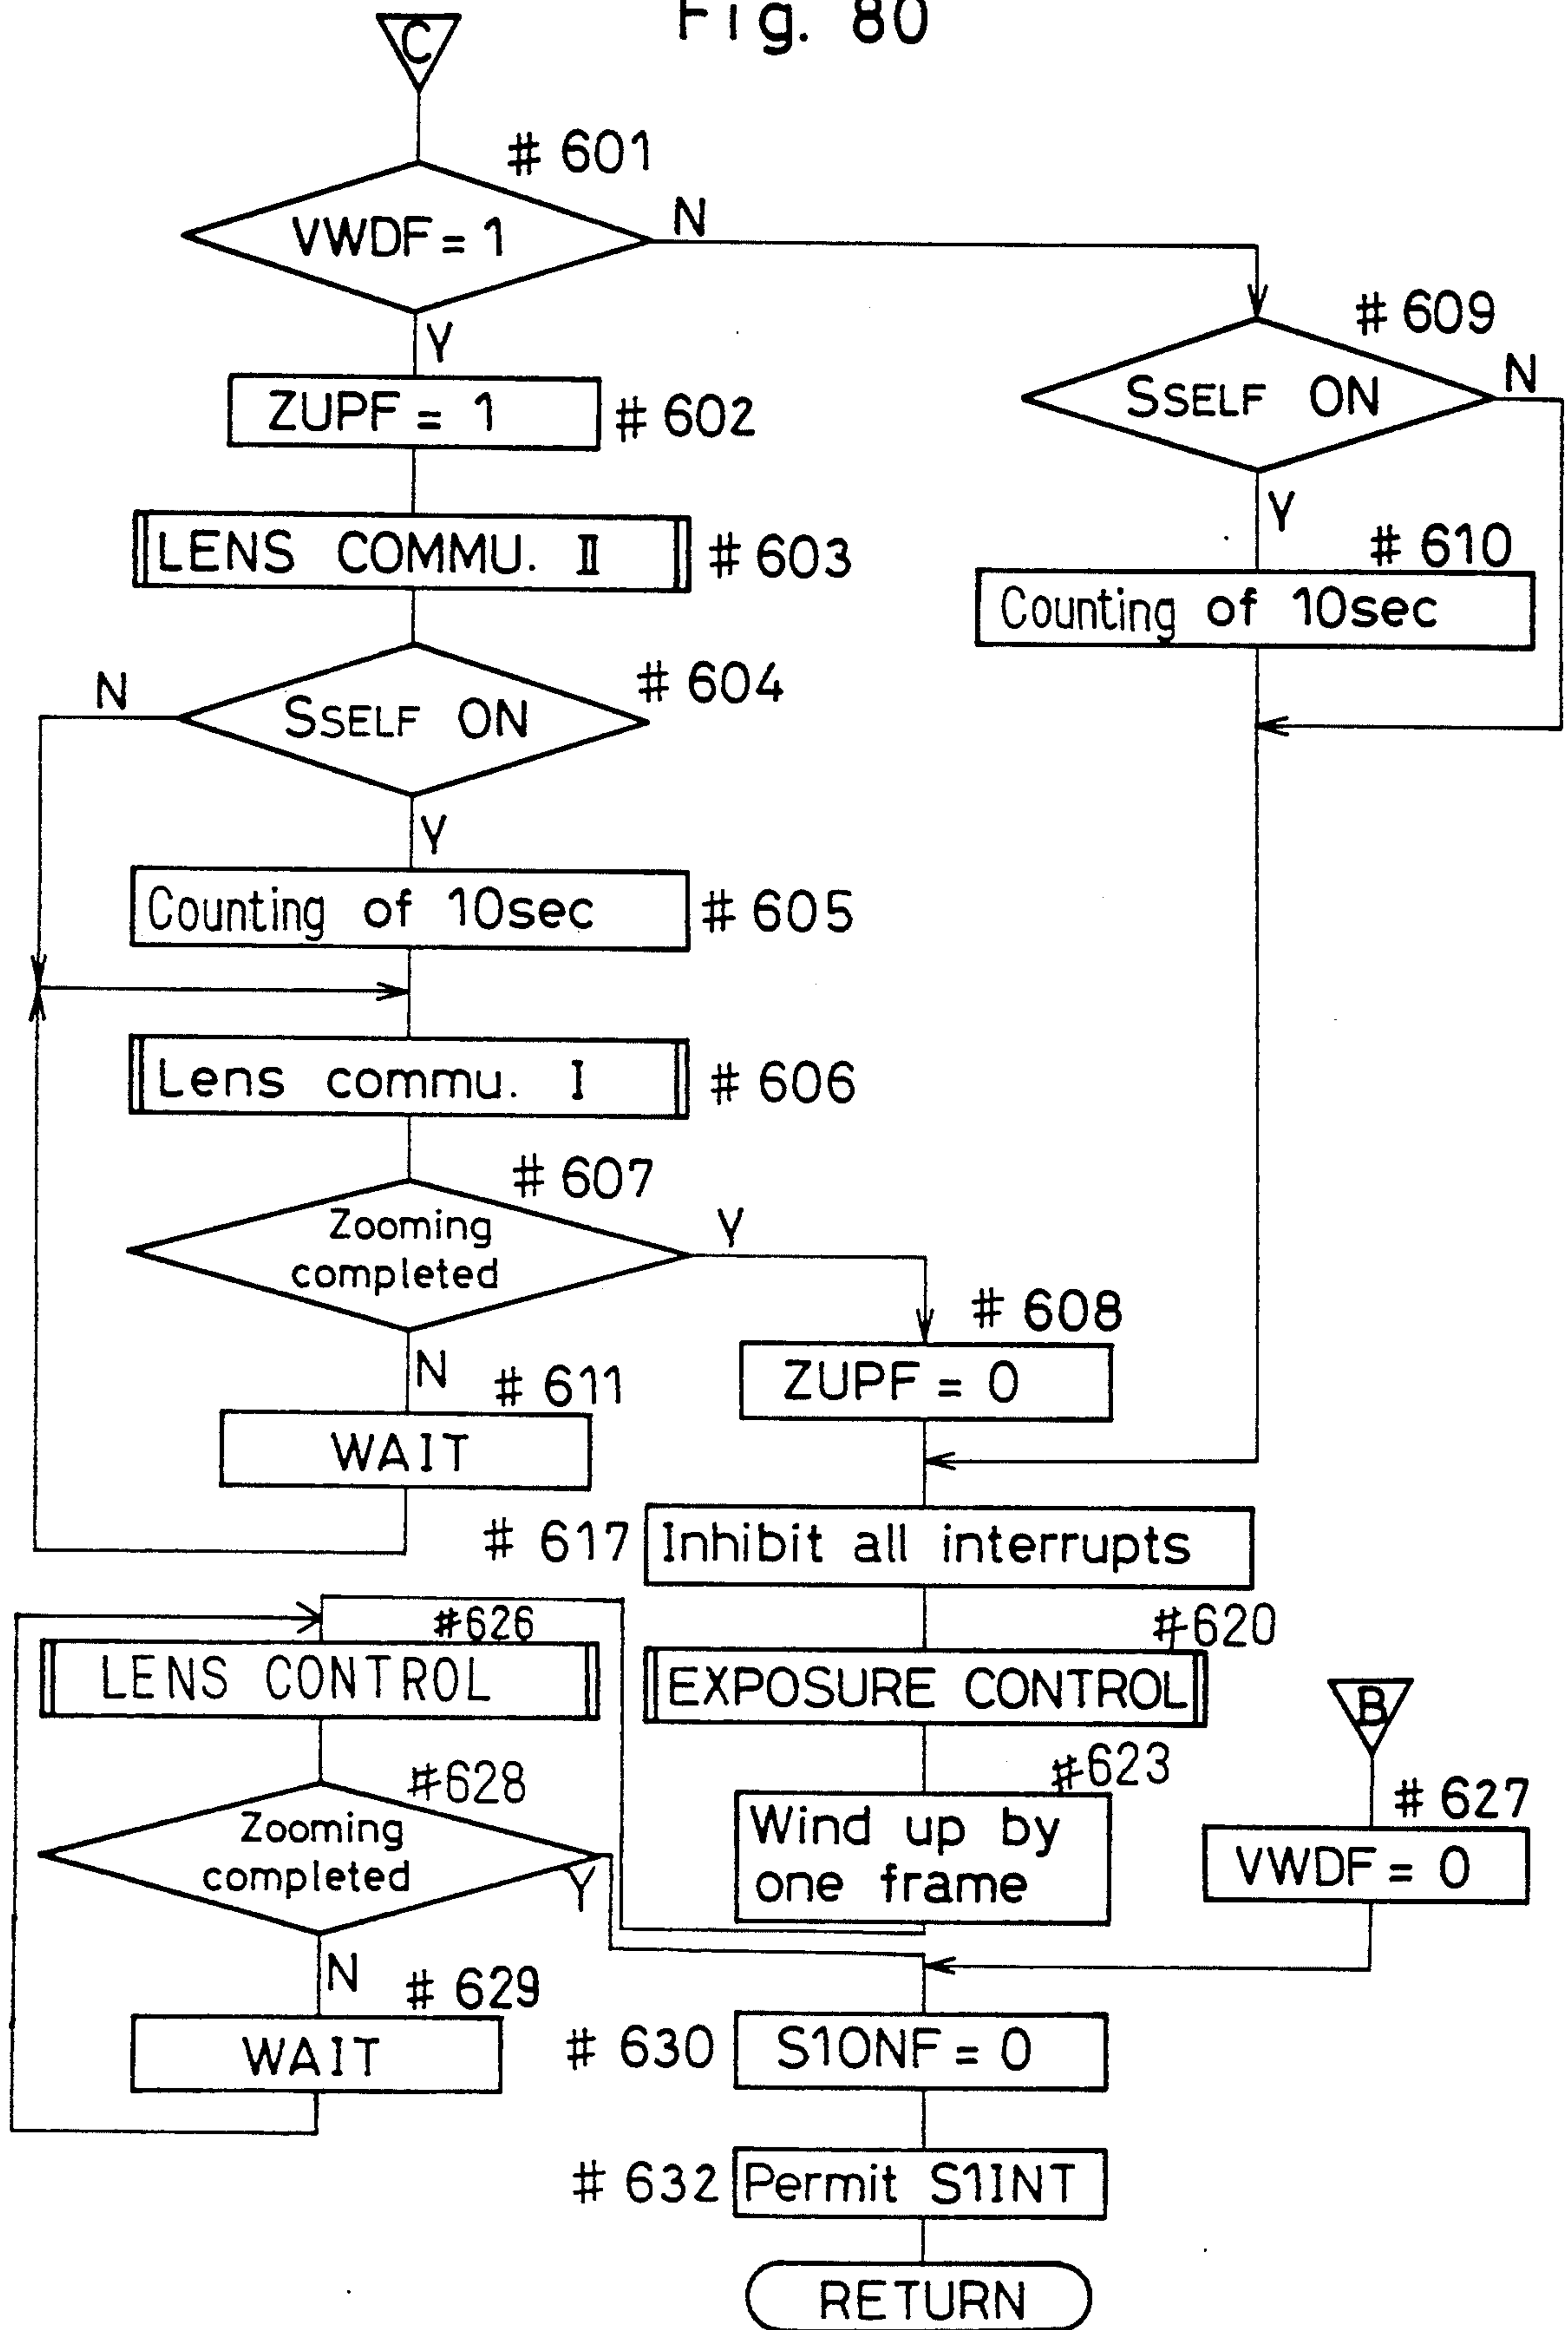 Fig. 80
C
# 601
VWDF = 1
N
Y
# 609
SSELF ON
N
Y
ZUPF = 1
# 602
LENS COMMU. II
# 603
# 610
Counting of 10sec
# 604
N
SSELF ON
Y
Counting of 10sec
# 605
Lens commu. I
# 606
# 607
Zooming
completed
Y
N
# 608
ZUPF = 0
# 611
WAIT
# 617
Inhibit all interrupts
#626
LENS CONTROL
#620
EXPOSURE CONTROL
B
#628
Zooming
completed
Y
N
#623
Wind up by
one frame
# 627
VWDF = 0
# 629
WAIT
# 630
S1ONF = 0
# 632
Permit S1INT
RETURN